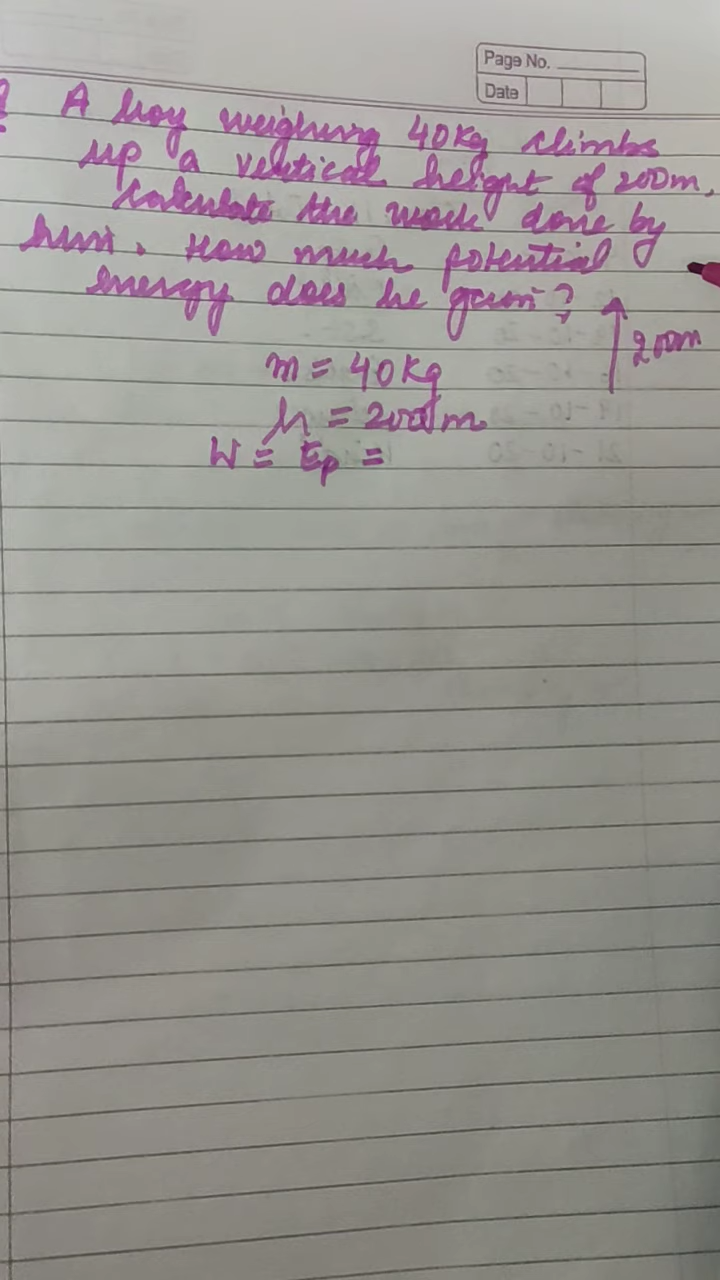 Page No.
Date
Q A boy weighing 40Kg climbs
up a vertical height of 200m.
Calculate the work done by
him. How much potential
energy does he gain?
200m
m = 40Kg
h = 200m
W = Ep =